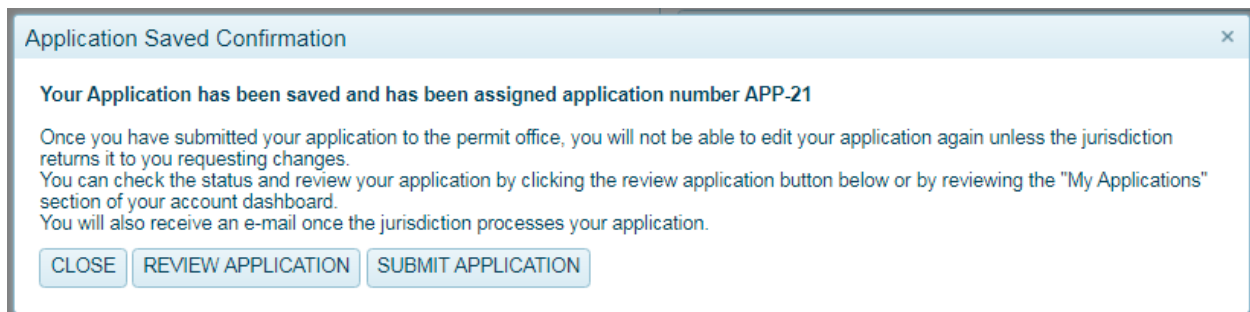 Application Saved Confirmation ×
Your Application has been saved and has been assigned application number APP-21
Once you have submitted your application to the permit office, you will not be able to edit your application again unless the jurisdiction
returns it to you requesting changes.
You can check the status and review your application by clicking the review application button below or by reviewing the "My Applications"
section of your account dashboard.
You will also receive an e-mail once the jurisdiction processes your application.
CLOSE REVIEW APPLICATION SUBMIT APPLICATION